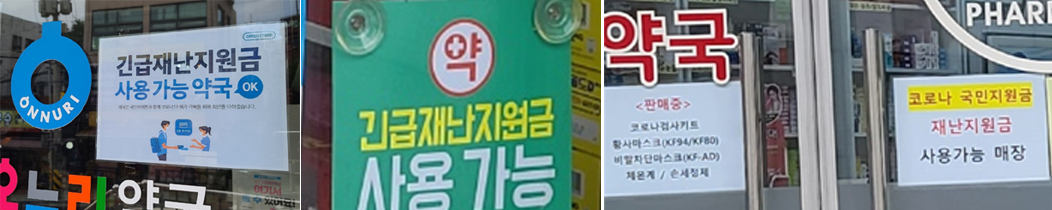 ONNURI
긴급재난지원금
사용 가능 약국 OK
온누리약국
약
긴급재난지원금
사용 가능
약국
<판매중>
코로나검사키트
황사마스크(KF94/KF80)
비말차단마스크(KF-AD)
체온계 / 손세정제
PHAR
코로나 국민지원금
재난지원금
사용가능 매장